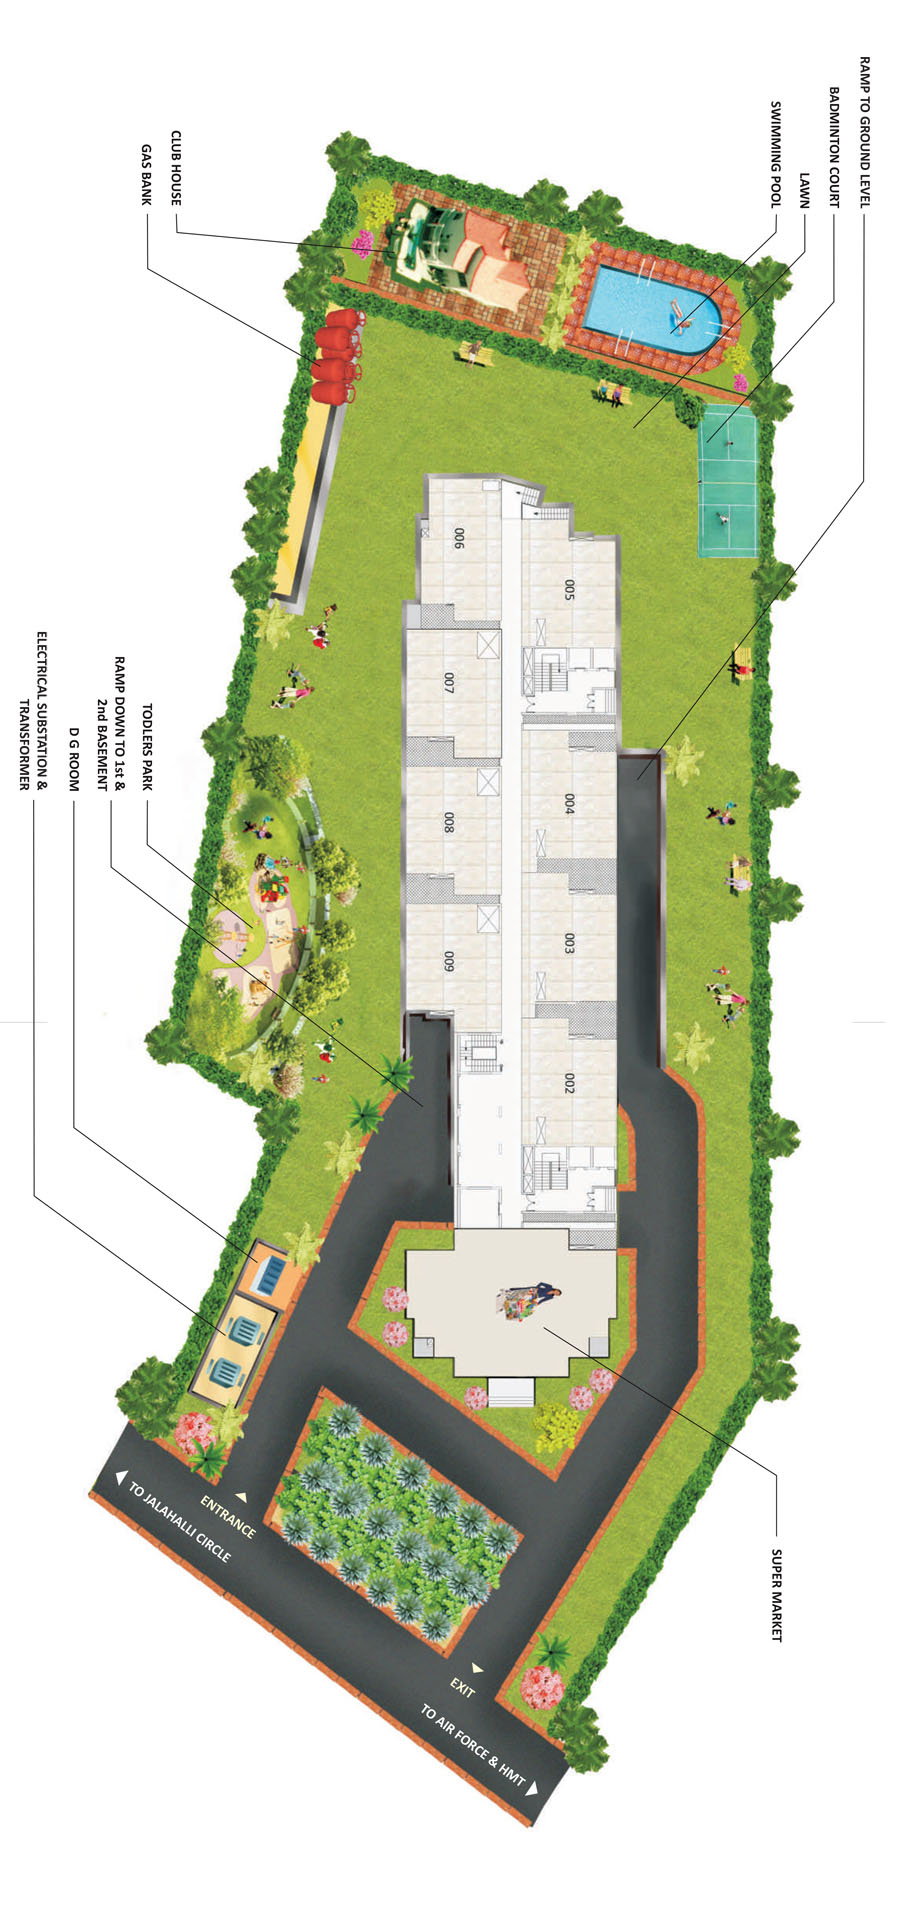 RAMP TO GROUND LEVEL
BADMINTON COURT
LAWN
SWIMMING POOL
CLUB HOUSE
GAS BANK
006
005
007
004
008
003
009
002
TODLERS PARK
RAMP DOWN TO 1st &
2nd BASEMENT
D G ROOM
ELECTRICAL SUBSTATION &
TRANSFORMER
SUPER MARKET
ENTRANCE
TO JALAHALLI CIRCLE
EXIT
TO AIR FORCE & HMT